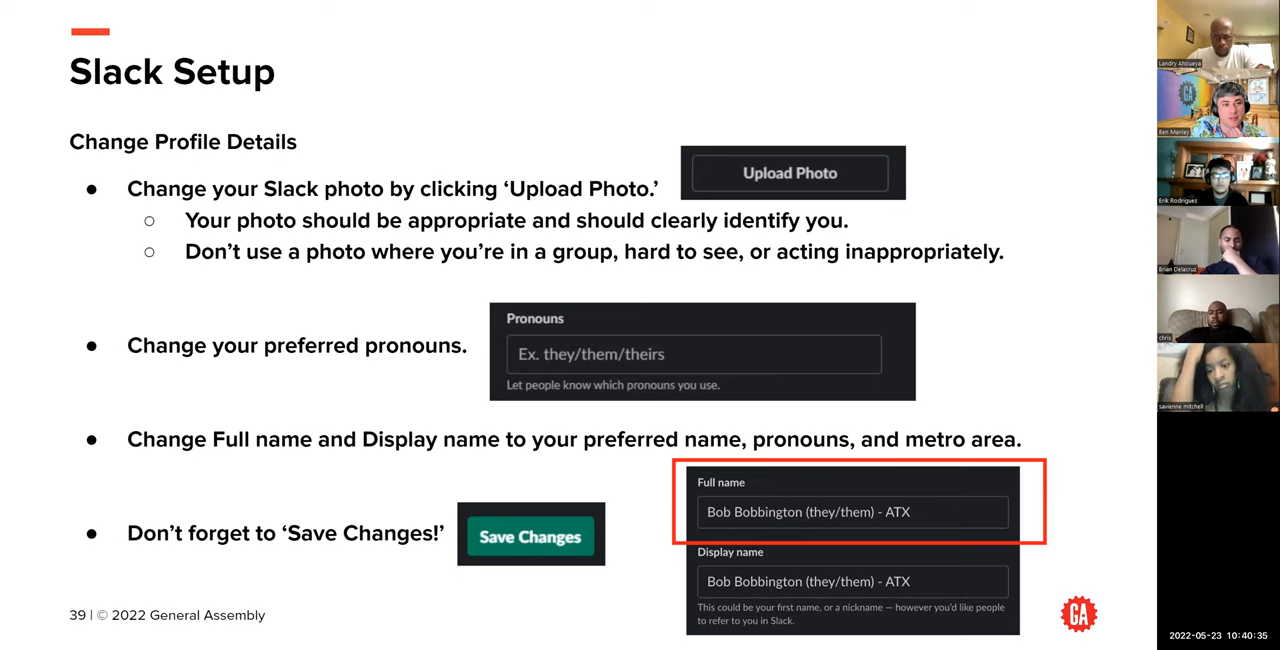 Slack Setup
Change Profile Details
● Change your Slack photo by clicking ‘Upload Photo.’
Upload Photo
○ Your photo should be appropriate and should clearly identify you.
○ Don’t use a photo where you’re in a group, hard to see, or acting inappropriately.
● Change your preferred pronouns.
Pronouns
Ex. they/them/theirs
Let people know which pronouns you use.
● Change Full name and Display name to your preferred name, pronouns, and metro area.
Full name
Bob Bobbington (they/them) - ATX
Display name
Bob Bobbington (they/them) - ATX
This could be your first name, or a nickname — however you’d like people
to refer to you in Slack.
● Don’t forget to ‘Save Changes!’
Save Changes
39 | © 2022 General Assembly
GA
Landry Ahoueya
GA
Ben Manley
Erik Rodriguez
Brian Delacruz
chris
savienne mitchell
2022-05-23 10:40:35